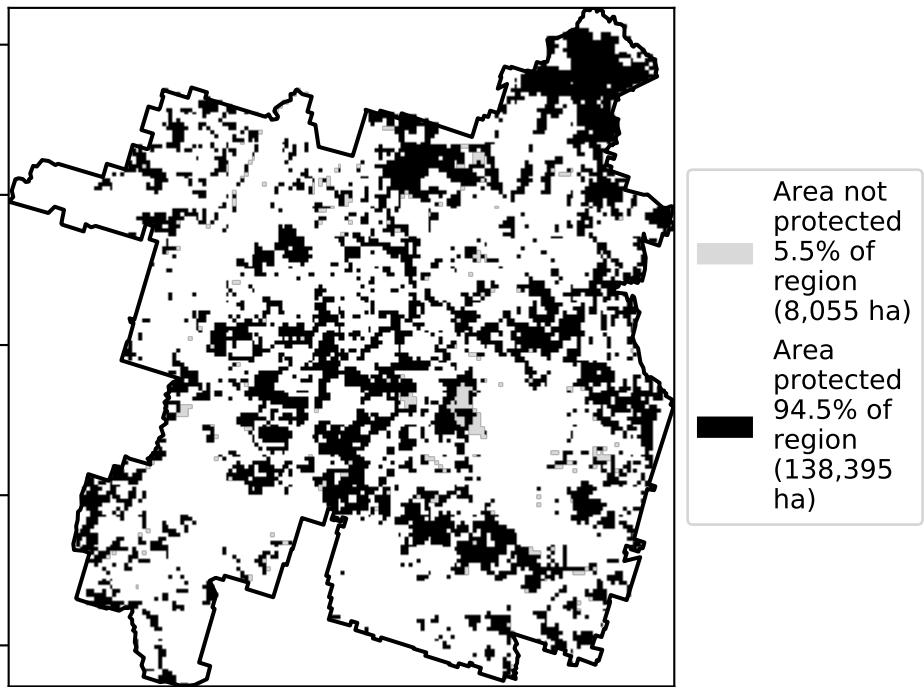 Area not
protected
5.5% of
region
(8,055 ha)
Area
protected
94.5% of
region
(138,395
ha)